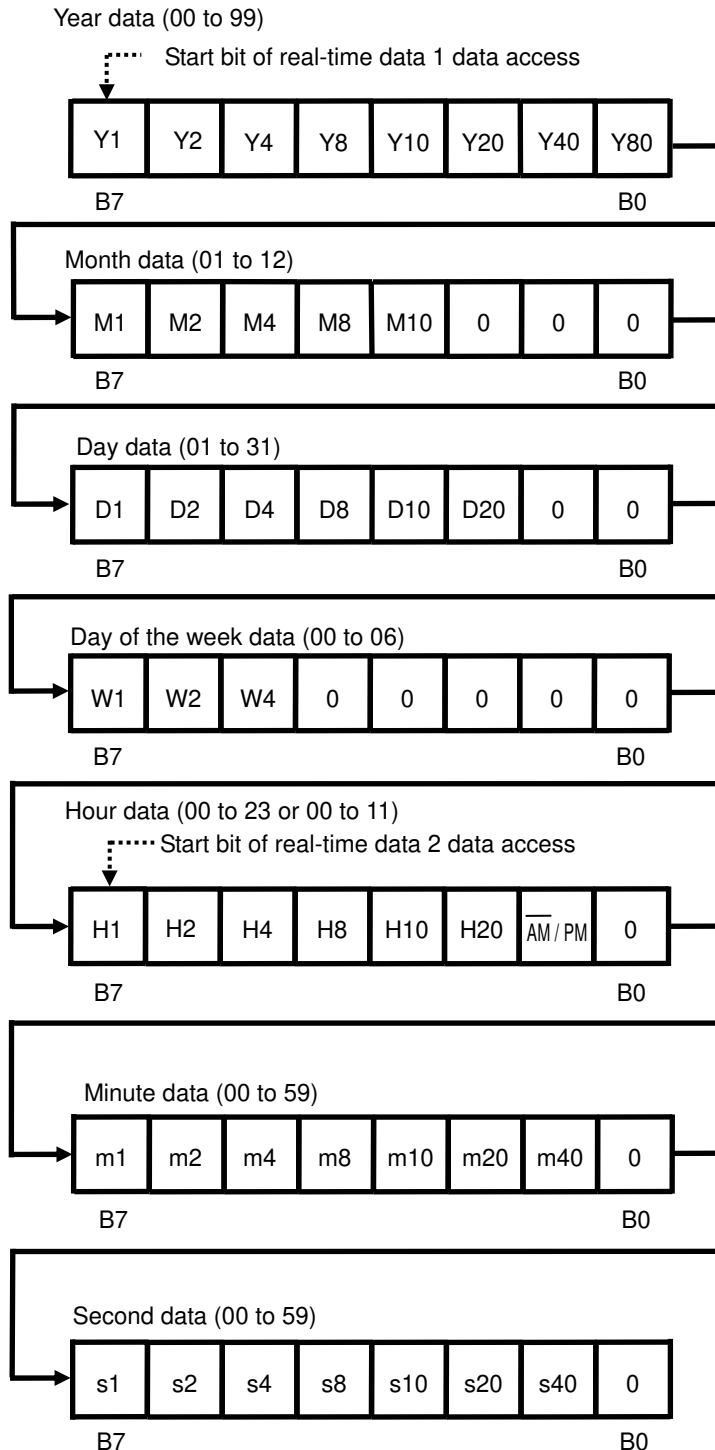 Year data (00 to 99)
Start bit of real-time data 1 data access
Y1 Y2 Y4 Y8 Y10 Y20 Y40 Y80
B7 B0
Month data (01 to 12)
M1 M2 M4 M8 M10 0 0 0
B7 B0
Day data (01 to 31)
D1 D2 D4 D8 D10 D20 0 0
B7 B0
Day of the week data (00 to 06)
W1 W2 W4 0 0 0 0 0
B7 B0
Hour data (00 to 23 or 00 to 11)
Start bit of real-time data 2 data access
H1 H2 H4 H8 H10 H20 A̅M̅ / PM 0
B7 B0
Minute data (00 to 59)
m1 m2 m4 m8 m10 m20 m40 0
B7 B0
Second data (00 to 59)
s1 s2 s4 s8 s10 s20 s40 0
B7 B0